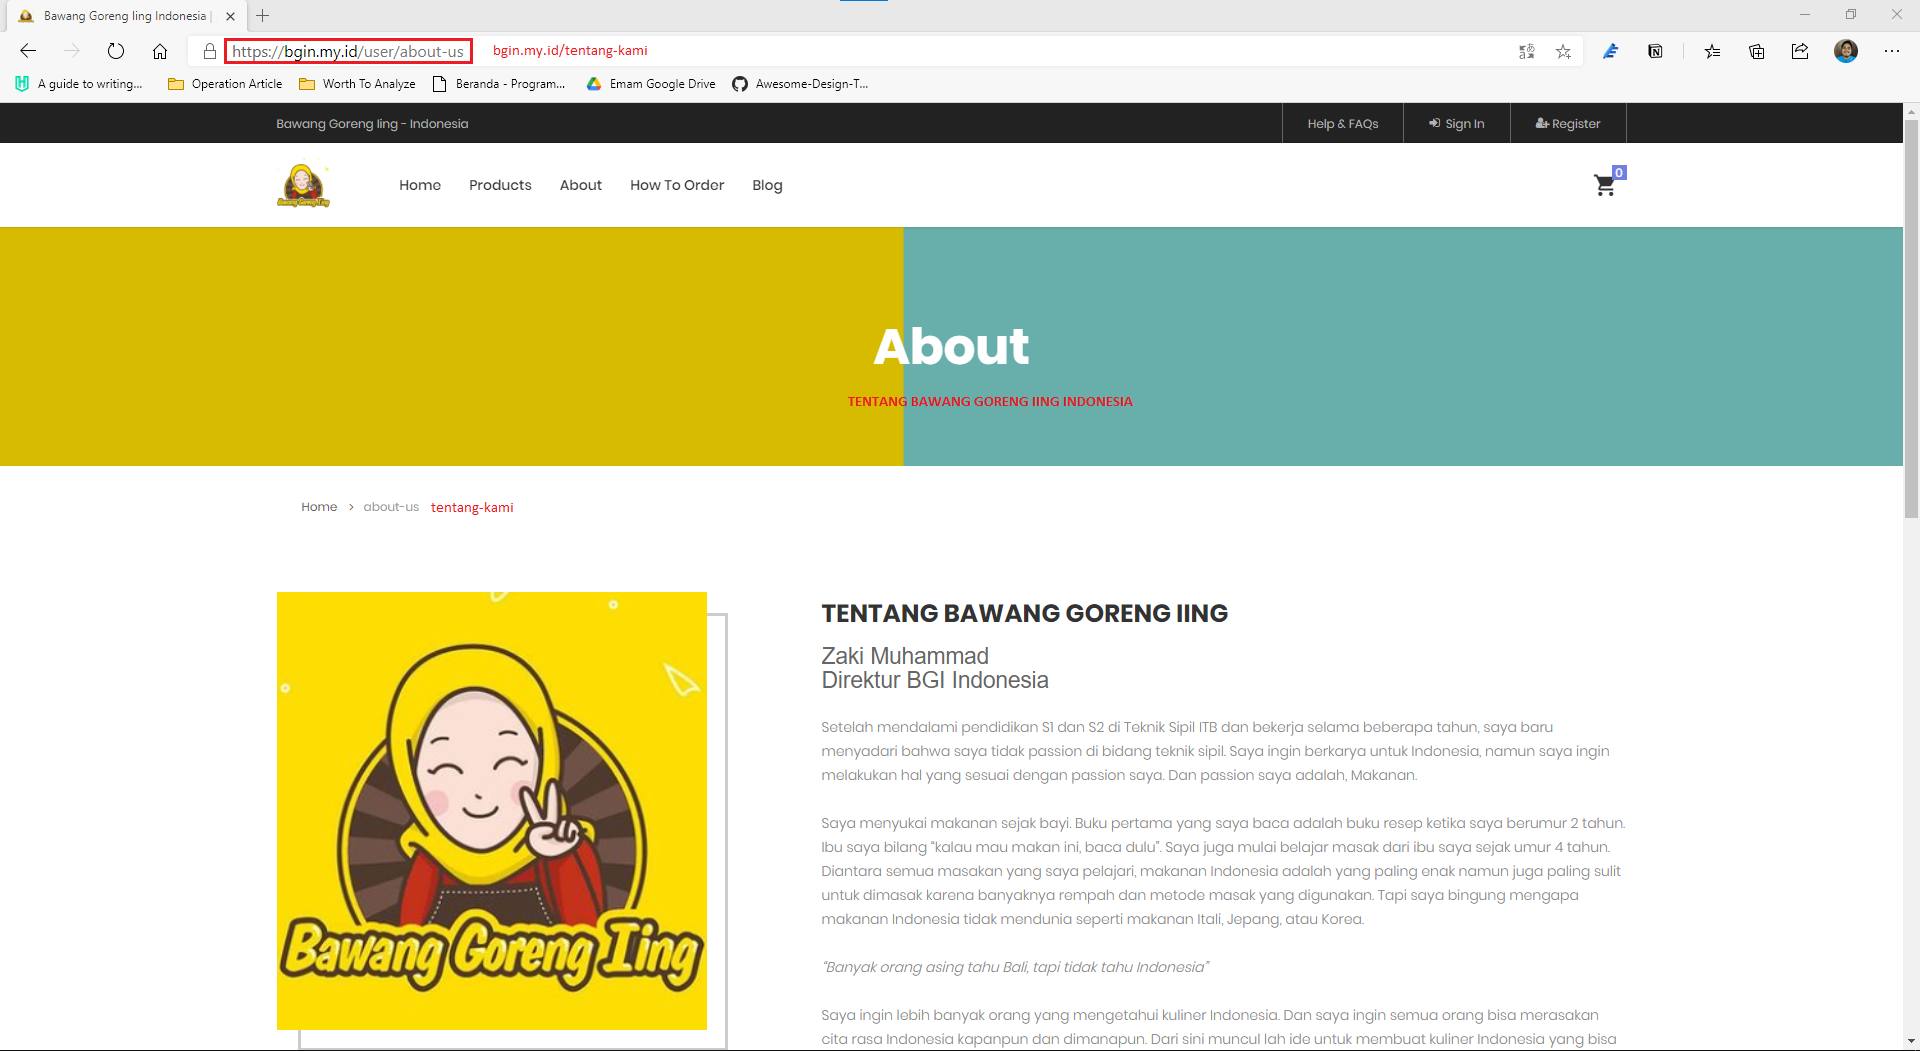 Bawang Goreng Iing Indonesia |
https://bgin.my.id/user/about-us
bgin.my.id/tentang-kami
A guide to writing...
Operation Article
Worth To Analyze
Beranda - Program...
Emam Google Drive
Awesome-Design-T...
Bawang Goreng Iing - Indonesia
Help & FAQs
Sign In
Register
Bawang Goreng Iing
Home
Products
About
How To Order
Blog
0
About
TENTANG BAWANG GORENG IING INDONESIA
Home > about-us
tentang-kami
Bawang Goreng Iing
TENTANG BAWANG GORENG IING
Zaki Muhammad
Direktur BGI Indonesia
Setelah mendalami pendidikan S1 dan S2 di Teknik Sipil ITB dan bekerja selama beberapa tahun, saya baru
menyadari bahwa saya tidak passion di bidang teknik sipil. Saya ingin berkarya untuk Indonesia, namun saya ingin
melakukan hal yang sesuai dengan passion saya. Dan passion saya adalah, Makanan.
Saya menyukai makanan sejak bayi. Buku pertama yang saya baca adalah buku resep ketika saya berumur 2 tahun.
Ibu saya bilang "kalau mau makan ini, baca dulu". Saya juga mulai belajar masak dari ibu saya sejak umur 4 tahun.
Diantara semua masakan yang saya pelajari, makanan Indonesia adalah yang paling enak namun juga paling sulit
untuk dimasak karena banyaknya rempah dan metode masak yang digunakan. Tapi saya bingung mengapa
makanan Indonesia tidak mendunia seperti makanan Itali, Jepang, atau Korea.
"Banyak orang asing tahu Bali, tapi tidak tahu Indonesia"
Saya ingin lebih banyak orang yang mengetahui kuliner Indonesia. Dan saya ingin semua orang bisa merasakan
cita rasa Indonesia kapanpun dan dimanapun. Dari sini muncul lah ide untuk membuat kuliner Indonesia yang bisa